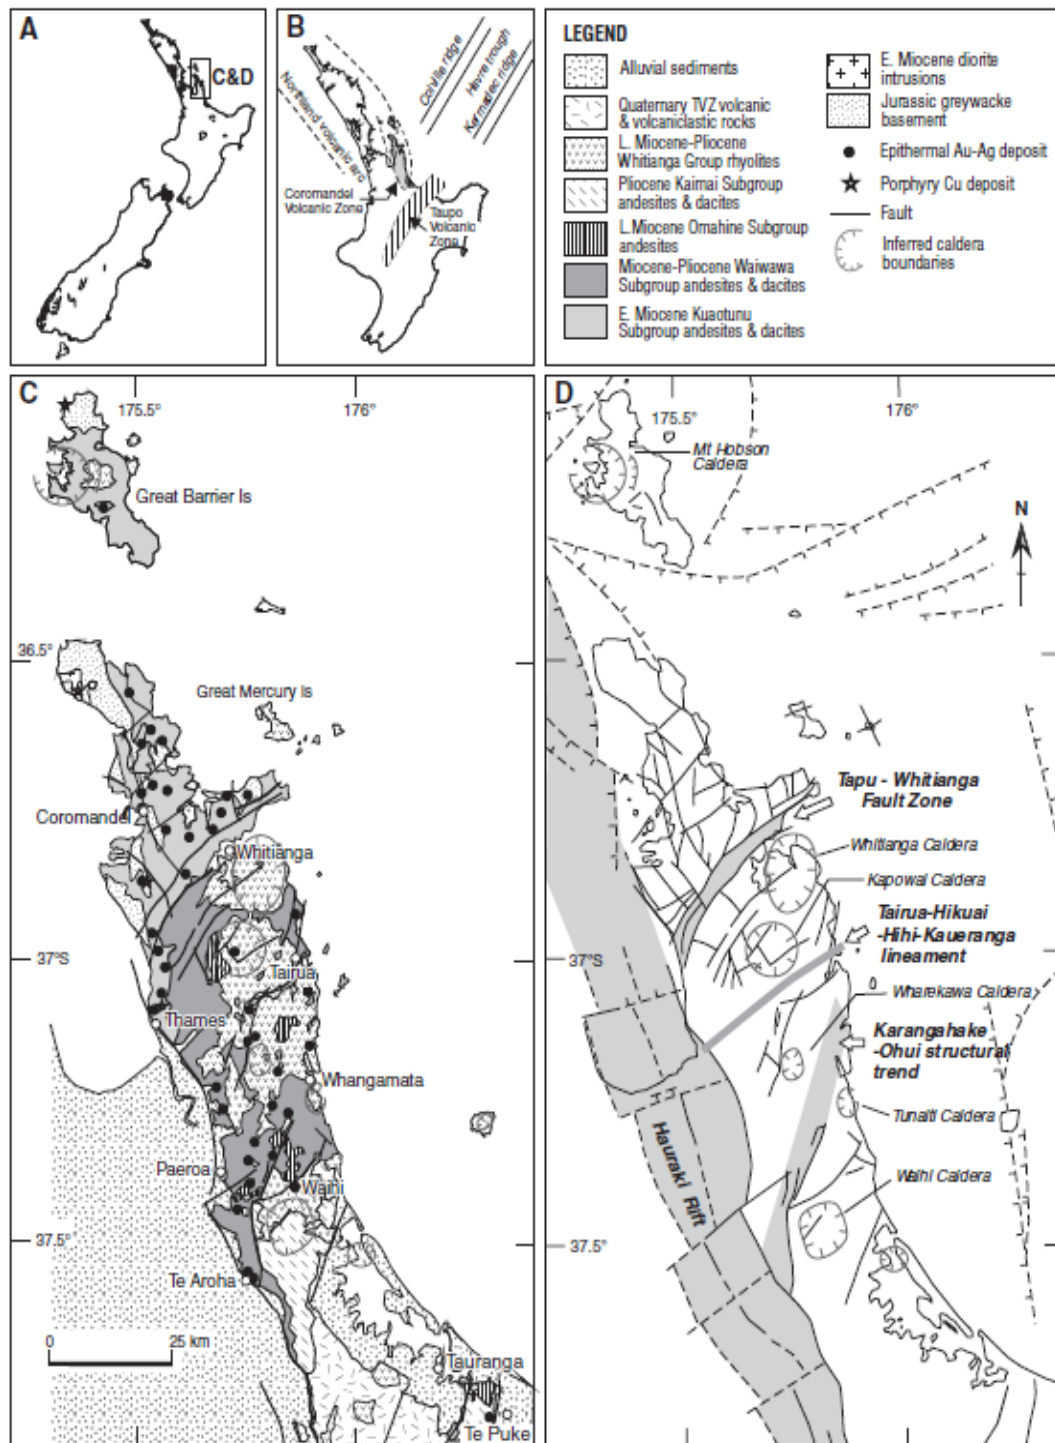 A
C&D
B
Northland volcanic arc
Colville ridge
Havre trough
Kermadec ridge
Coromandel
Volcanic Zone
Taupo
Volcanic
Zone
LEGEND
Alluvial sediments
Quaternary TVZ volcanic
& volcaniclastic rocks
L. Miocene-Pliocene
Whitianga Group rhyolites
Pliocene Kaimai Subgroup
andesites & dacites
L.Miocene Omahine Subgroup
andesites
Miocene-Pliocene Waiwawa
Subgroup andesites & dacites
E. Miocene Kuaotunu
Subgroup andesites & dacites
E. Miocene diorite
intrusions
Jurassic greywacke
basement
Epithermal Au-Ag deposit
Porphyry Cu deposit
Fault
Inferred caldera
boundaries
C
175.5°
176°
Great Barrier Is
36.5°
Great Mercury Is
Coromandel
Whitianga
37°S
Tairua
Thames
Whangamata
Paeroa
Waihi
37.5°
Te Aroha
0
25 km
Tauranga
Te Puke
D
175.5°
176°
Mt Hobson
Caldera
N
Tapu - Whitianga
Fault Zone
Whitianga Caldera
Kapowai Caldera
Tairua-Hikuai
-Hihi-Kaueranga
lineament
37°S
Wharekawa Caldera
Karangahake
-Ohui structural
trend
Tunaiti Caldera
Hauraki Rift
Waihi Caldera
37.5°